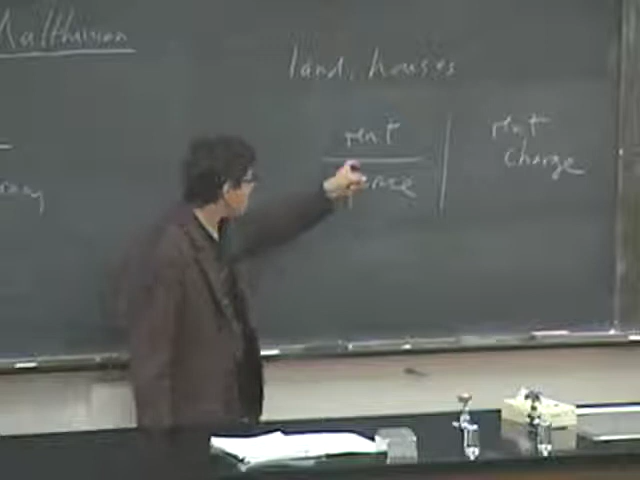 Malthusian
land, houses
rent
rent
charge